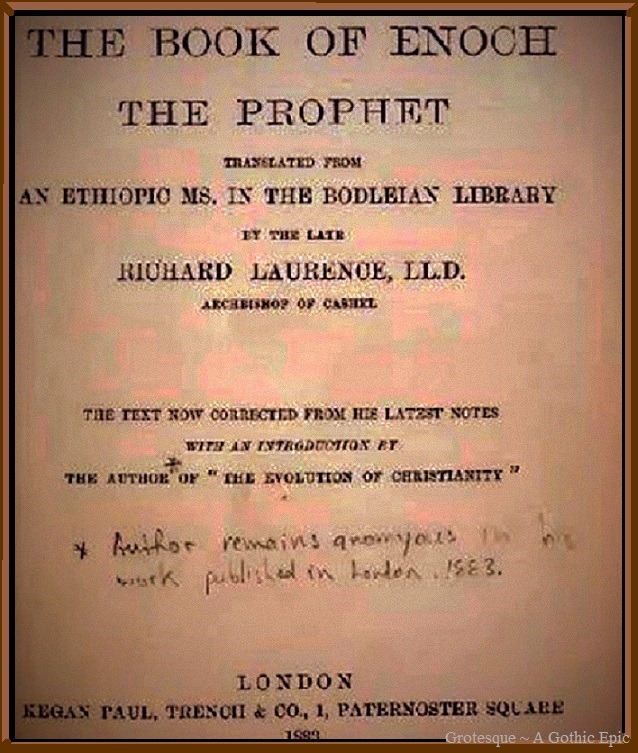 THE BOOK OF ENOCH
THE PROPHET
TRANSLATED FROM
AN ETHIOPIC MS. IN THE BODLEIAN LIBRARY
BY THE LATE
RICHARD LAURENCE, LL.D.
ARCHBISHOP OF CASHEL
THE TEXT NOW CORRECTED FROM HIS LATEST NOTES
WITH AN INTRODUCTION BY
THE AUTHOR * OF "THE EVOLUTION OF CHRISTIANITY"
* Author remains anomyous in his
work published in London. 1883.
LONDON
KEGAN PAUL, TRENCH & CO., 1, PATERNOSTER SQUARE
Grotesque ~ A Gothic Epic